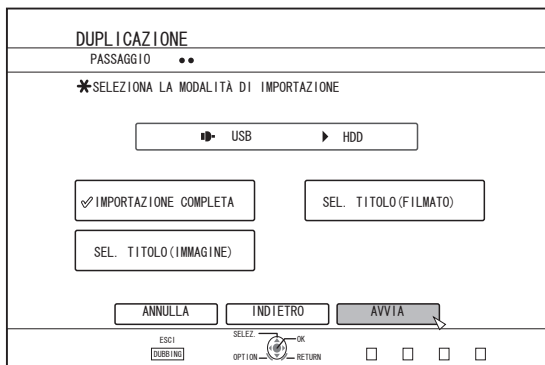 DUPLICAZIONE
PASSAGGIO
SELEZIONA LA MODALITÀ DI IMPORTAZIONE
USB HDD
IMPORTAZIONE COMPLETA SEL. TITOLO(FILMATO)
SEL. TITOLO(IMMAGINE)
ANNULLA INDIETRO AVVIA
ESCI SELEZ. OK
DUBBING OPTION RETURN